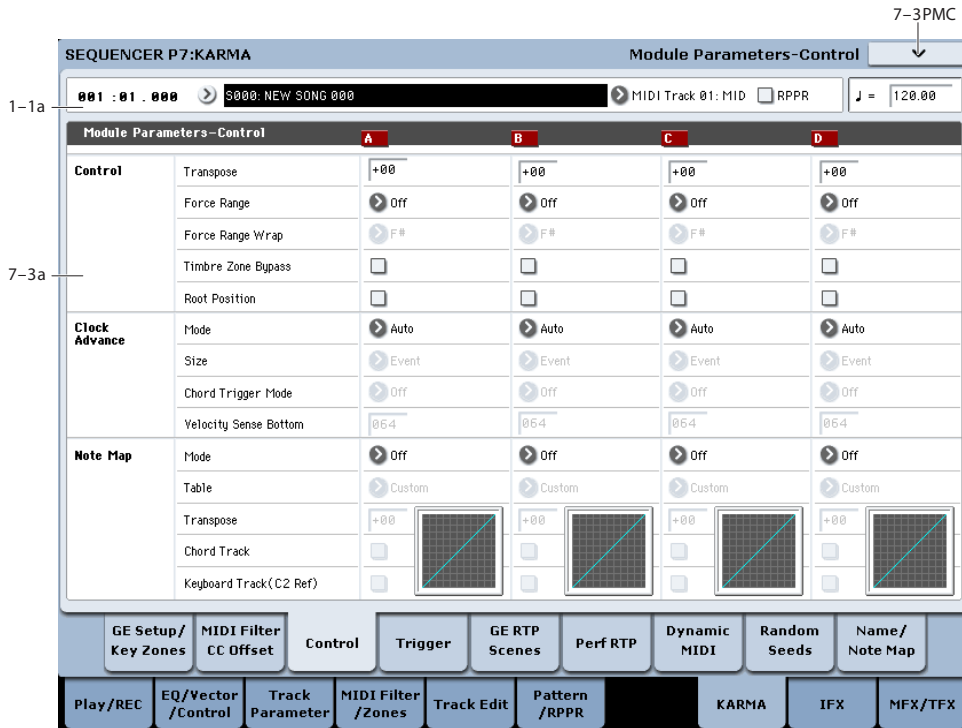 7–3PMC
SEQUENCER P7:KARMA Module Parameters-Control
1–1a
001 :01 . 000 S000: NEW SONG 000 MIDI Track 01: MID RPPR ♩ = 120.00
Module Parameters-Control A B C D
7–3a
Control Transpose +00 +00 +00 +00
Force Range Off Off Off Off
Force Range Wrap F# F# F# F#
Timbre Zone Bypass
Root Position
Clock Advance Mode Auto Auto Auto Auto
Size Event Event Event Event
Chord Trigger Mode Off Off Off Off
Velocity Sense Bottom 064 064 064 064
Note Map Mode Off Off Off Off
Table Custom Custom Custom Custom
Transpose +00 +00 +00 +00
Chord Track
Keyboard Track(C2 Ref)
GE Setup/ Key Zones MIDI Filter CC Offset Control Trigger GE RTP Scenes Perf RTP Dynamic MIDI Random Seeds Name/ Note Map
Play/REC EQ/Vector /Control Track Parameter MIDI Filter /Zones Track Edit Pattern /RPPR KARMA IFX MFX/TFX